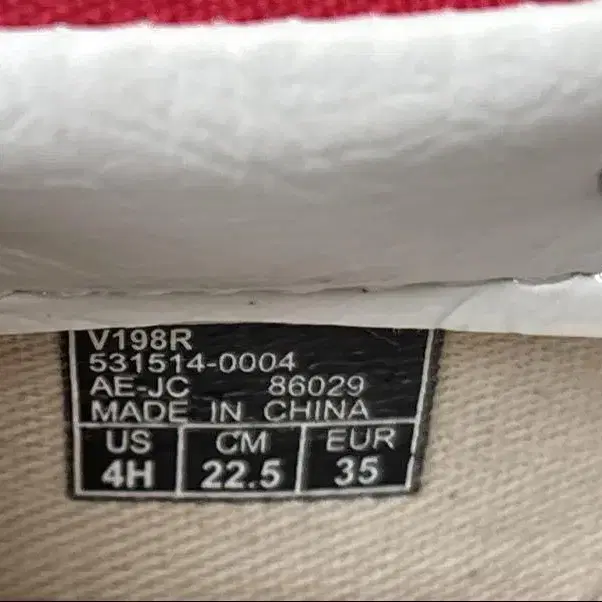 V198R
531514-0004
AE-JC 86029
MADE IN CHINA
US CM EUR
4H 22.5 35